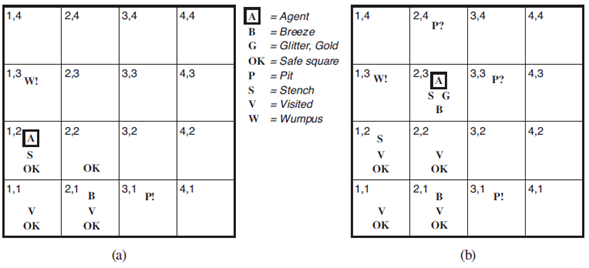 1,4 2,4 3,4 4,4
1,3 W! 2,3 3,3 4,3
1,2 A 2,2 3,2 4,2
S
OK OK
1,1 2,1 B 3,1 P! 4,1
V V
OK OK
(a)
A = Agent
B = Breeze
G = Glitter, Gold
OK = Safe square
P = Pit
S = Stench
V = Visited
W = Wumpus
1,4 2,4 P? 3,4 4,4
1,3 W! 2,3 A 3,3 P? 4,3
S G
B
1,2 S 2,2 3,2 4,2
V V
OK OK
1,1 2,1 B 3,1 P! 4,1
V V
OK OK
(b)